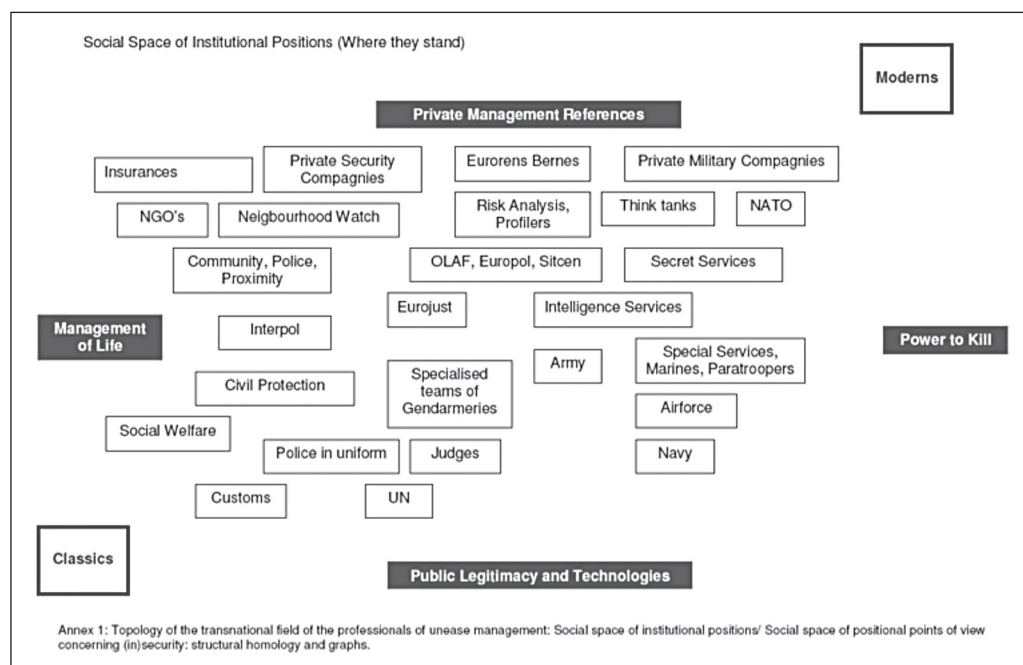 Social Space of Institutional Positions (Where they stand)
Moderns
Private Management References
Insurances
Private Security
Compagnies
Eurorens Bernes
Private Military Compagnies
NGO's
Neigbourhood Watch
Risk Analysis,
Profilers
Think tanks
NATO
Community, Police,
Proximity
OLAF, Europol, Sitcen
Secret Services
Eurojust
Intelligence Services
Management
of Life
Interpol
Power to Kill
Army
Special Services,
Marines, Paratroopers
Civil Protection
Specialised
teams of
Gendarmeries
Airforce
Social Welfare
Police in uniform
Judges
Navy
Customs
UN
Classics
Public Legitimacy and Technologies
Annex 1: Topology of the transnational field of the professionals of unease management: Social space of institutional positions/ Social space of positional points of view
concerning (in)security: structural homology and graphs.